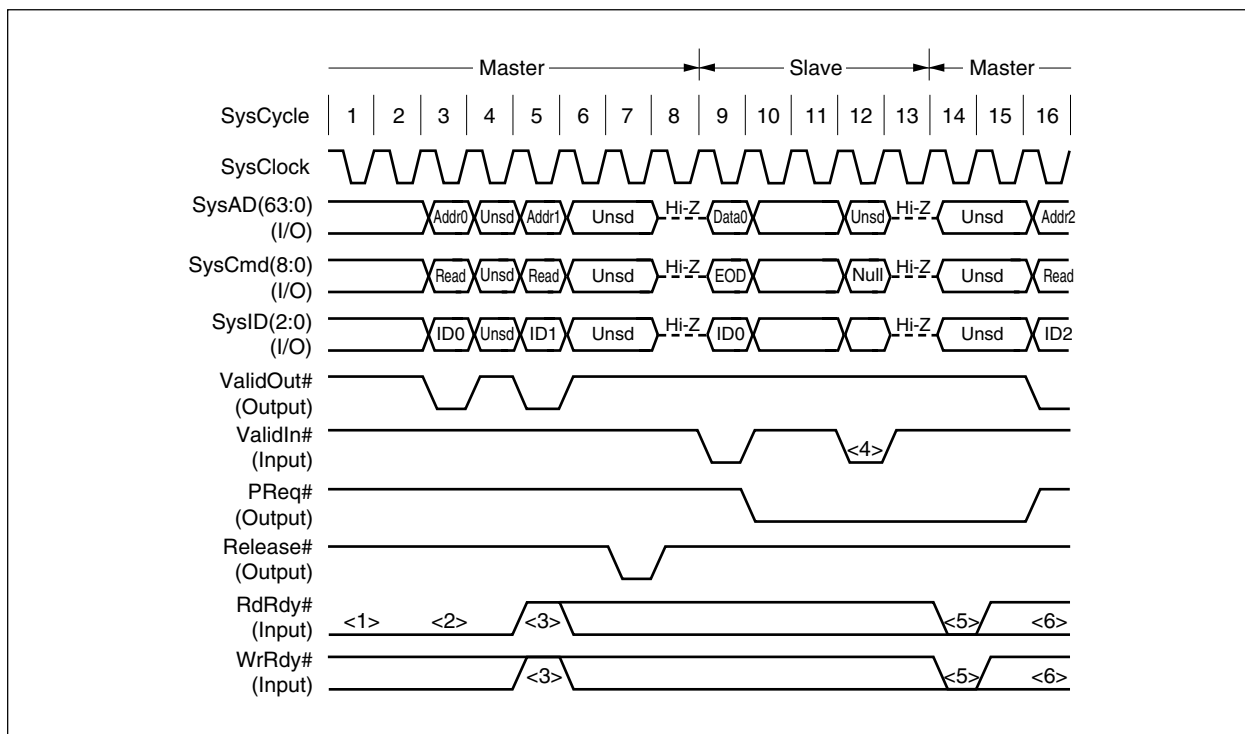 Master Slave Master
SysCycle 1 2 3 4 5 6 7 8 9 10 11 12 13 14 15 16
SysClock
SysAD(63:0)
(I/O)
Addr0 Unsd Addr1 Unsd Hi-Z Data0 Unsd Hi-Z Unsd Addr2
SysCmd(8:0)
(I/O)
Read Unsd Read Unsd Hi-Z EOD Null Hi-Z Unsd Read
SysID(2:0)
(I/O)
ID0 Unsd ID1 Unsd Hi-Z ID0 Hi-Z Unsd ID2
ValidOut#
(Output)
ValidIn#
(Input)
<4>
PReq#
(Output)
Release#
(Output)
RdRdy#
(Input)
<1> <2> <3> <5> <6>
WrRdy#
(Input)
<3> <5> <6>